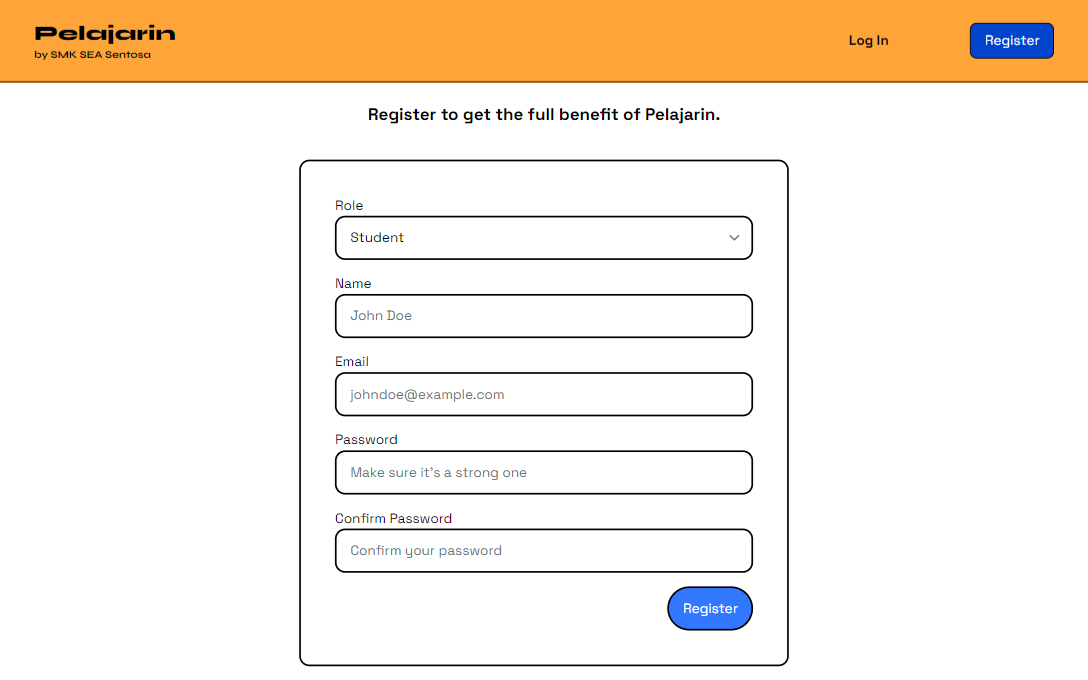 Pelajarin
by SMK SEA Sentosa
Log In
Register
Register to get the full benefit of Pelajarin.
Role
Student
Name
John Doe
Email
johndoe@example.com
Password
Make sure it's a strong one
Confirm Password
Confirm your password
Register